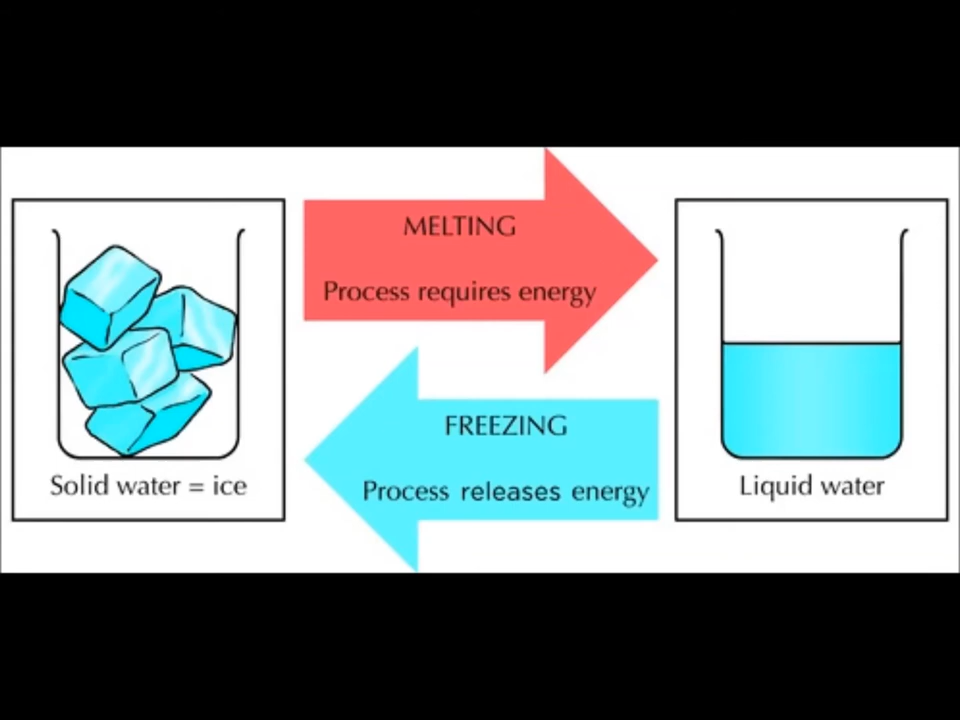 MELTING
Process requires energy
FREEZING
Process releases energy
Solid water = ice
Liquid water